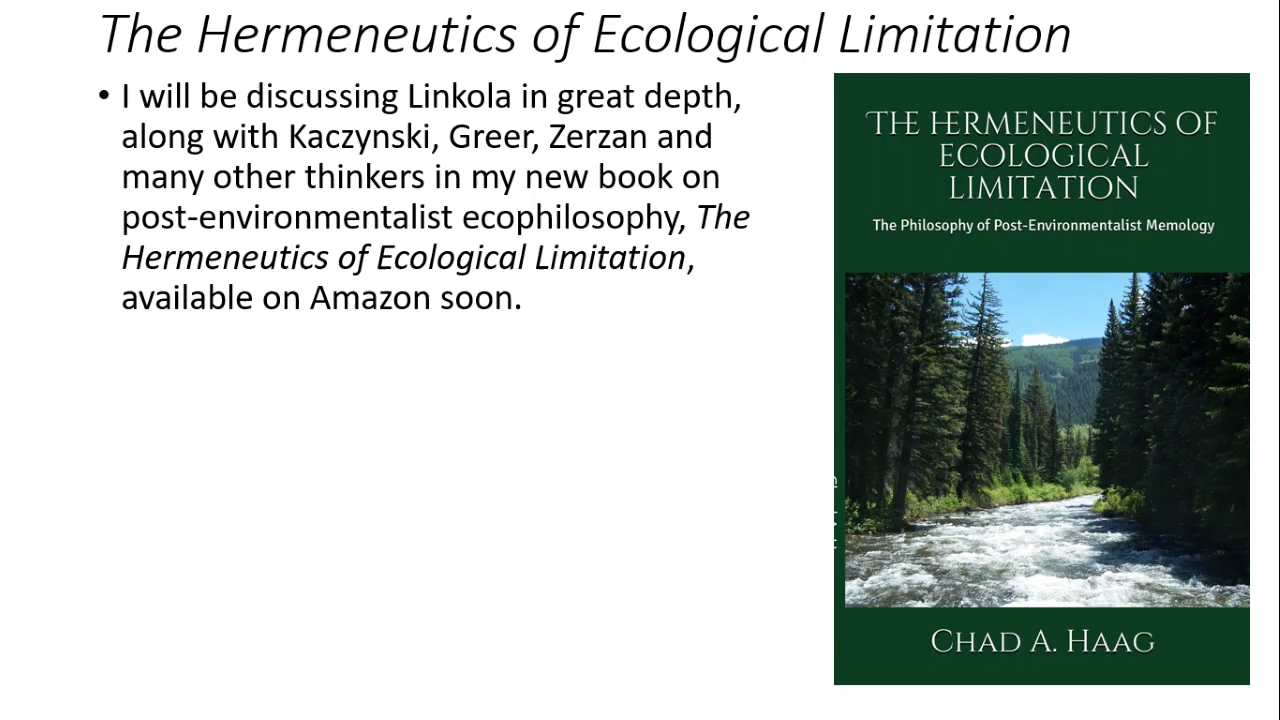 The Hermeneutics of Ecological Limitation
• I will be discussing Linkola in great depth,
along with Kaczynski, Greer, Zerzan and
many other thinkers in my new book on
post-environmentalist ecophilosophy, The
Hermeneutics of Ecological Limitation,
available on Amazon soon.
THE HERMENEUTICS OF
ECOLOGICAL
LIMITATION
The Philosophy of Post-Environmentalist Memology
CHAD A. HAAG